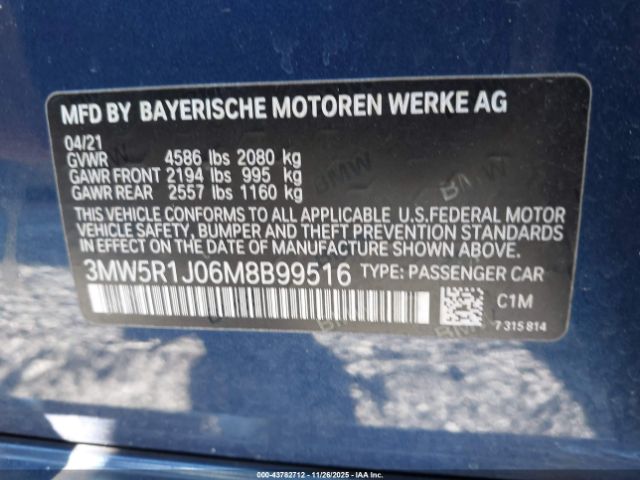 MFD BY BAYERISCHE MOTOREN WERKE AG
04/21
GVWR 4586 lbs 2080 kg
GAWR FRONT 2194 lbs 995 kg
GAWR REAR 2557 lbs 1160 kg
THIS VEHICLE CONFORMS TO ALL APPLICABLE U.S.FEDERAL MOTOR
VEHICLE SAFETY, BUMPER AND THEFT PREVENTION STANDARDS
IN EFFECT ON THE DATE OF MANUFACTURE SHOWN ABOVE.
3MW5R1J06M8B99516 TYPE: PASSENGER CAR
C1M
7 315 814
000-43782712 - 11/26/2025 - IAAI.COM